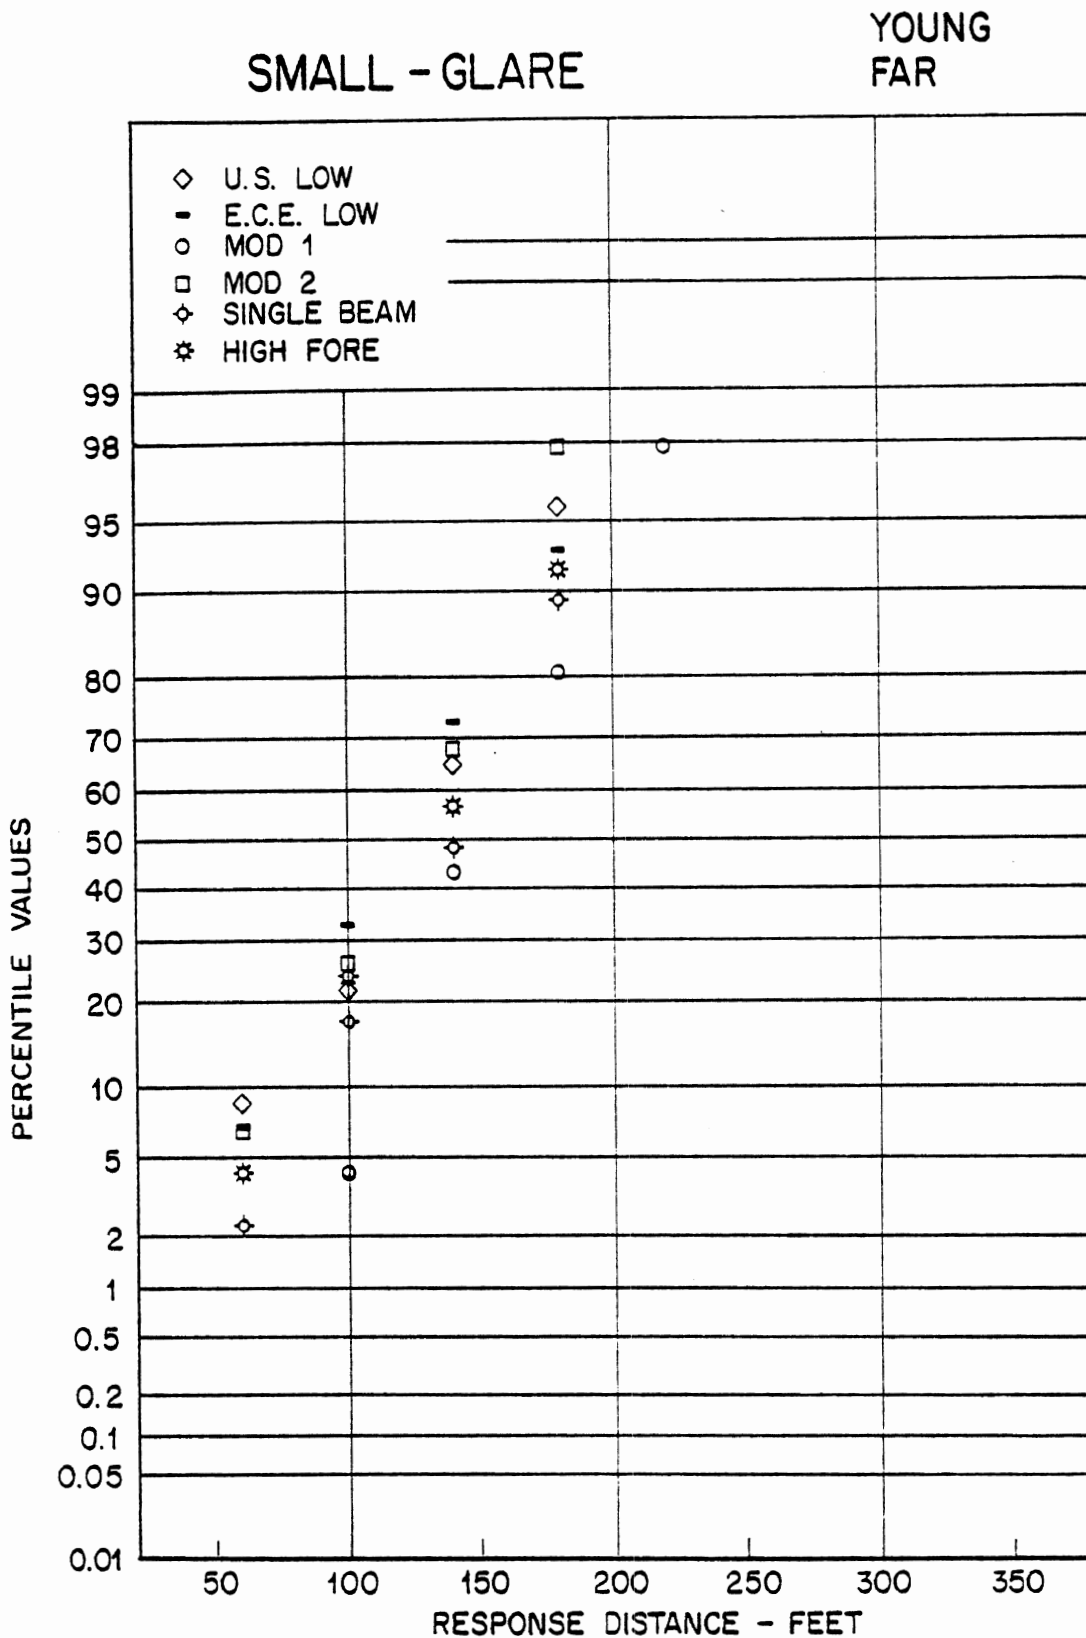 YOUNG
FAR
SMALL - GLARE
U.S. LOW
E.C.E. LOW
MOD 1
MOD 2
SINGLE BEAM
HIGH FORE
99
98
95
90
80
70
60
50
40
30
20
10
5
2
1
0.5
0.2
0.1
0.05
0.01
PERCENTILE VALUES
50 100 150 200 250 300 350
RESPONSE DISTANCE - FEET